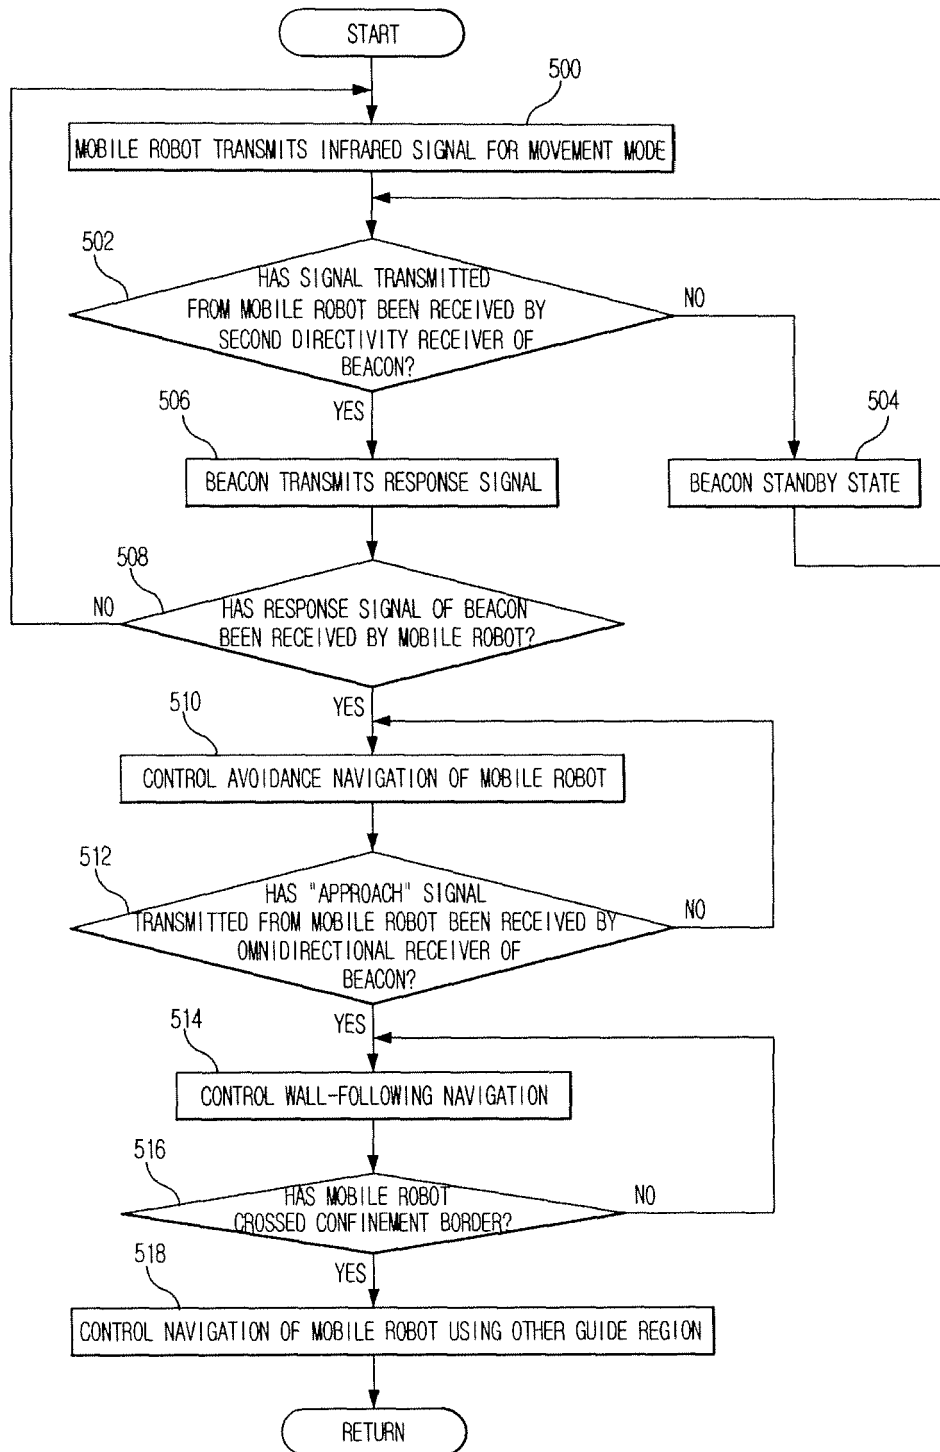 START
500
MOBILE ROBOT TRANSMITS INFRARED SIGNAL FOR MOVEMENT MODE
502
HAS SIGNAL TRANSMITTED
FROM MOBILE ROBOT BEEN RECEIVED BY
SECOND DIRECTIVITY RECEIVER OF
BEACON?
NO
YES
506
BEACON TRANSMITS RESPONSE SIGNAL
504
BEACON STANDBY STATE
508
HAS RESPONSE SIGNAL OF BEACON
BEEN RECEIVED BY MOBILE ROBOT?
NO
YES
510
CONTROL AVOIDANCE NAVIGATION OF MOBILE ROBOT
512
HAS "APPROACH" SIGNAL
TRANSMITTED FROM MOBILE ROBOT BEEN RECEIVED BY
OMNIDIRECTIONAL RECEIVER OF
BEACON?
NO
YES
514
CONTROL WALL-FOLLOWING NAVIGATION
516
HAS MOBILE ROBOT
CROSSED CONFINEMENT BORDER?
NO
YES
518
CONTROL NAVIGATION OF MOBILE ROBOT USING OTHER GUIDE REGION
RETURN